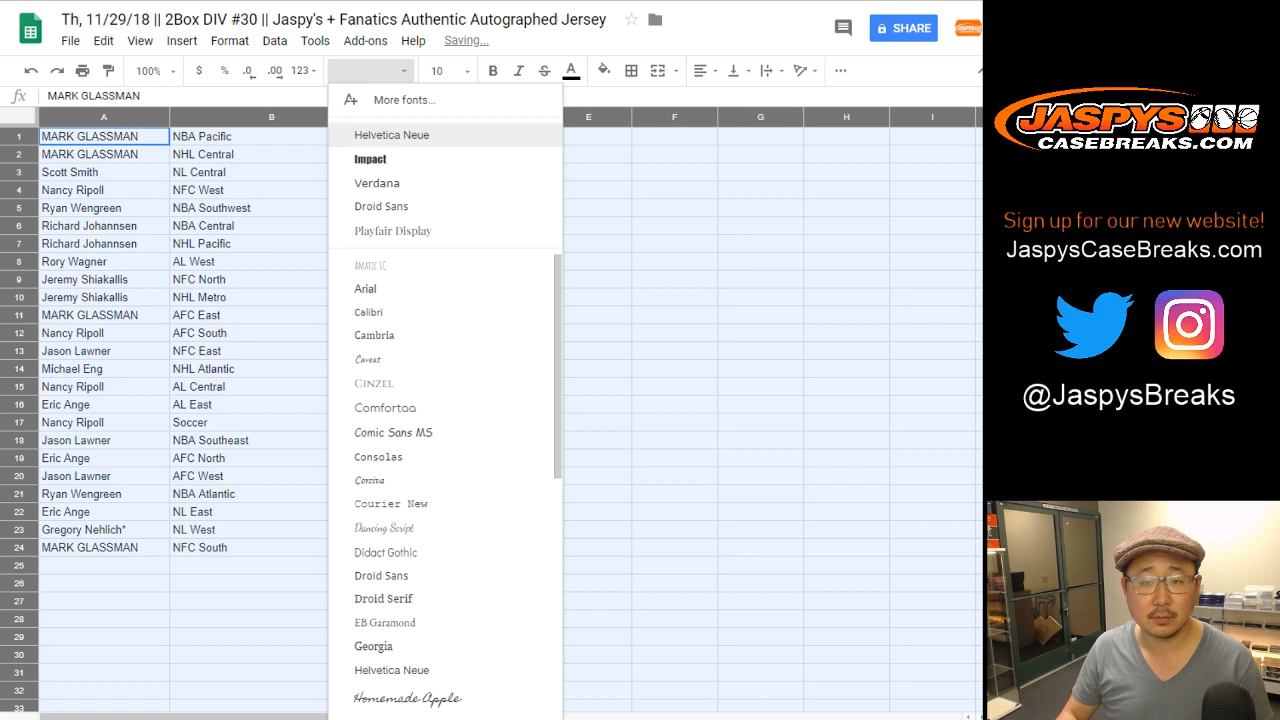 Th, 11/29/18 || 2Box DIV #30 || Jaspy's + Fanatics Authentic Autographed Jersey
File Edit View Insert Format Tools Add-ons Help Saving...
SHARE
100% $ % .0 .00 123 10 B I S A
More fonts...
fx MARK GLASSMAN
A B E F G H I
1 MARK GLASSMAN NBA Pacific
2 MARK GLASSMAN NHL Central
3 Scott Smith NL Central
4 Nancy Ripoll NFC West
5 Ryan Wengreen NBA Southwest
6 Richard Johannsen NBA Central
7 Richard Johannsen NHL Pacific
8 Rory Wagner AL West
9 Jeremy Shiakallis NFC North
10 Jeremy Shiakallis NHL Metro
11 MARK GLASSMAN AFC East
12 Nancy Ripoll AFC South
13 Jason Lawner NFC East
14 Michael Eng NHL Atlantic
15 Nancy Ripoll AL Central
16 Eric Ange AL East
17 Nancy Ripoll Soccer
18 Jason Lawner NBA Southeast
19 Eric Ange AFC North
20 Jason Lawner AFC West
21 Ryan Wengreen NBA Atlantic
22 Eric Ange NL East
23 Gregory Nehlich* NL West
24 MARK GLASSMAN NFC South
25
26
27
28
29
30
31
32
33
Helvetica Neue
Impact
Verdana
Droid Sans
Playfair Display
Amatic SC
Arial
Calibri
Cambria
Caveat
CINZEL
Comfortaa
Comic Sans MS
Consolas
Corsiva
Courier New
Dancing Script
Didact Gothic
Droid Sans
Droid Serif
EB Garamond
Georgia
Helvetica Neue
Homemade Apple
JASPYS
CASEBREAKS.COM
Sign up for our new website!
JaspysCaseBreaks.com
@JaspysBreaks